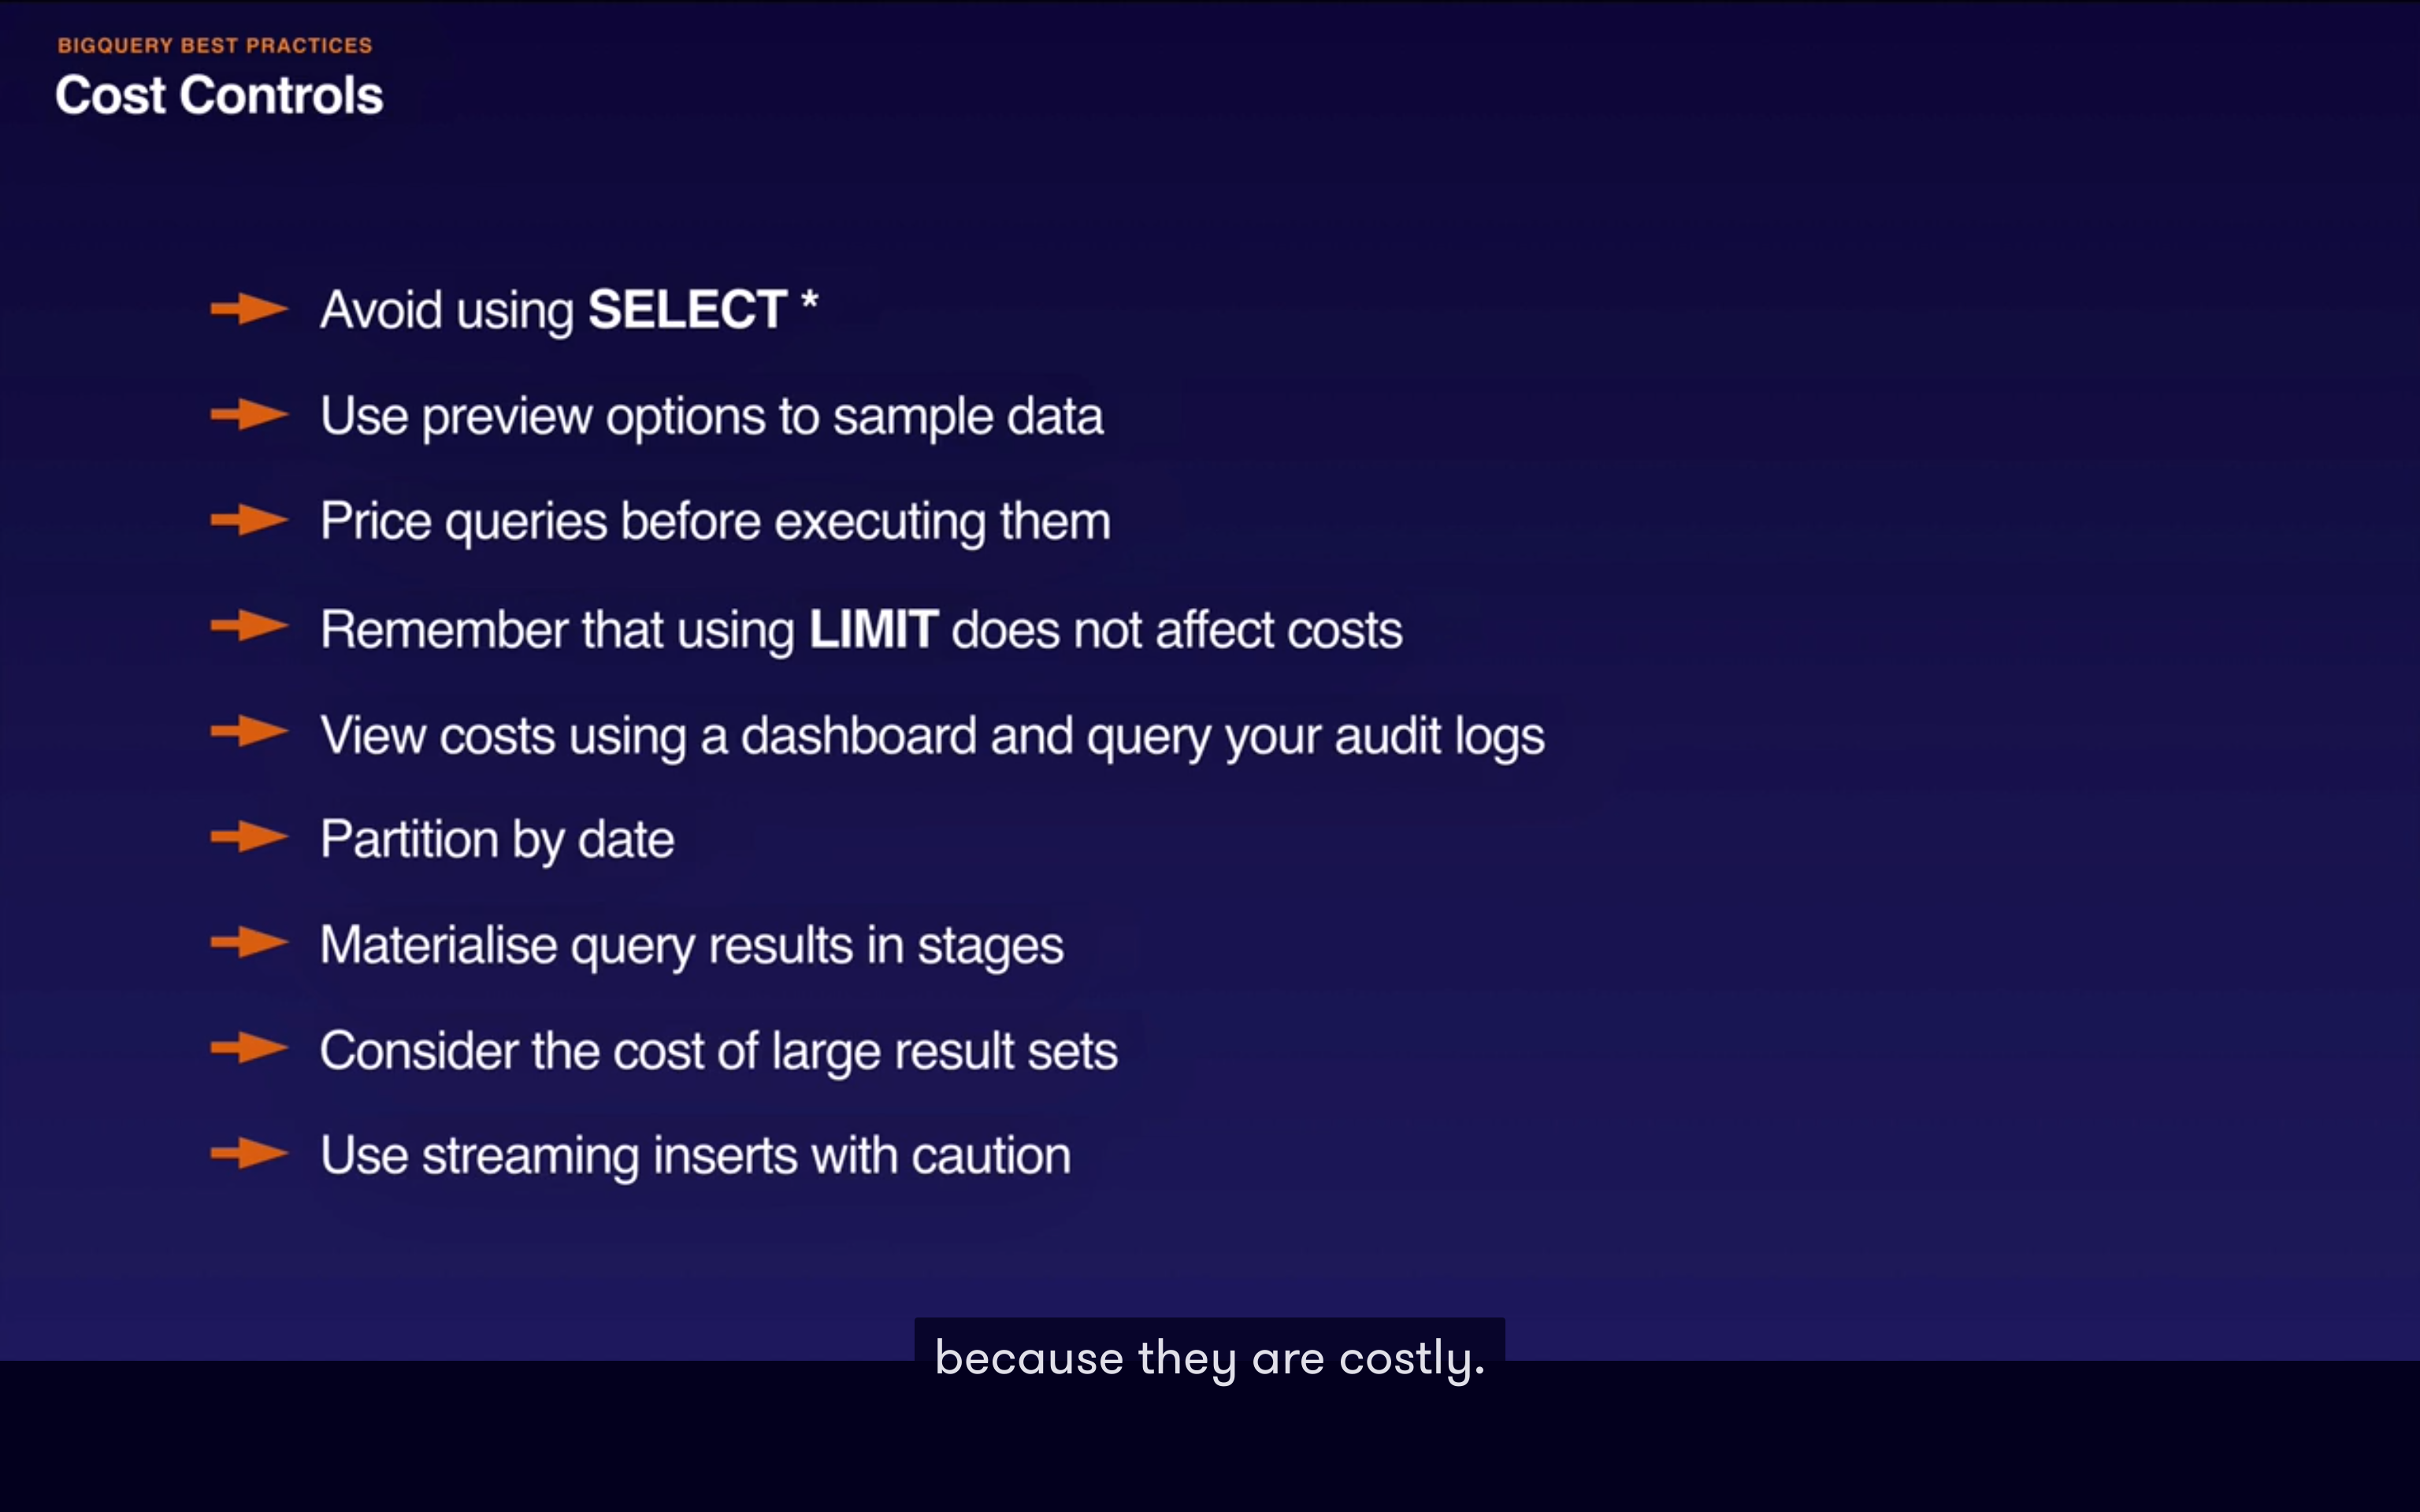 BIGQUERY BEST PRACTICES
Cost Controls
Avoid using SELECT *
Use preview options to sample data
Price queries before executing them
Remember that using LIMIT does not affect costs
View costs using a dashboard and query your audit logs
Partition by date
Materialise query results in stages
Consider the cost of large result sets
Use streaming inserts with caution
because they are costly.